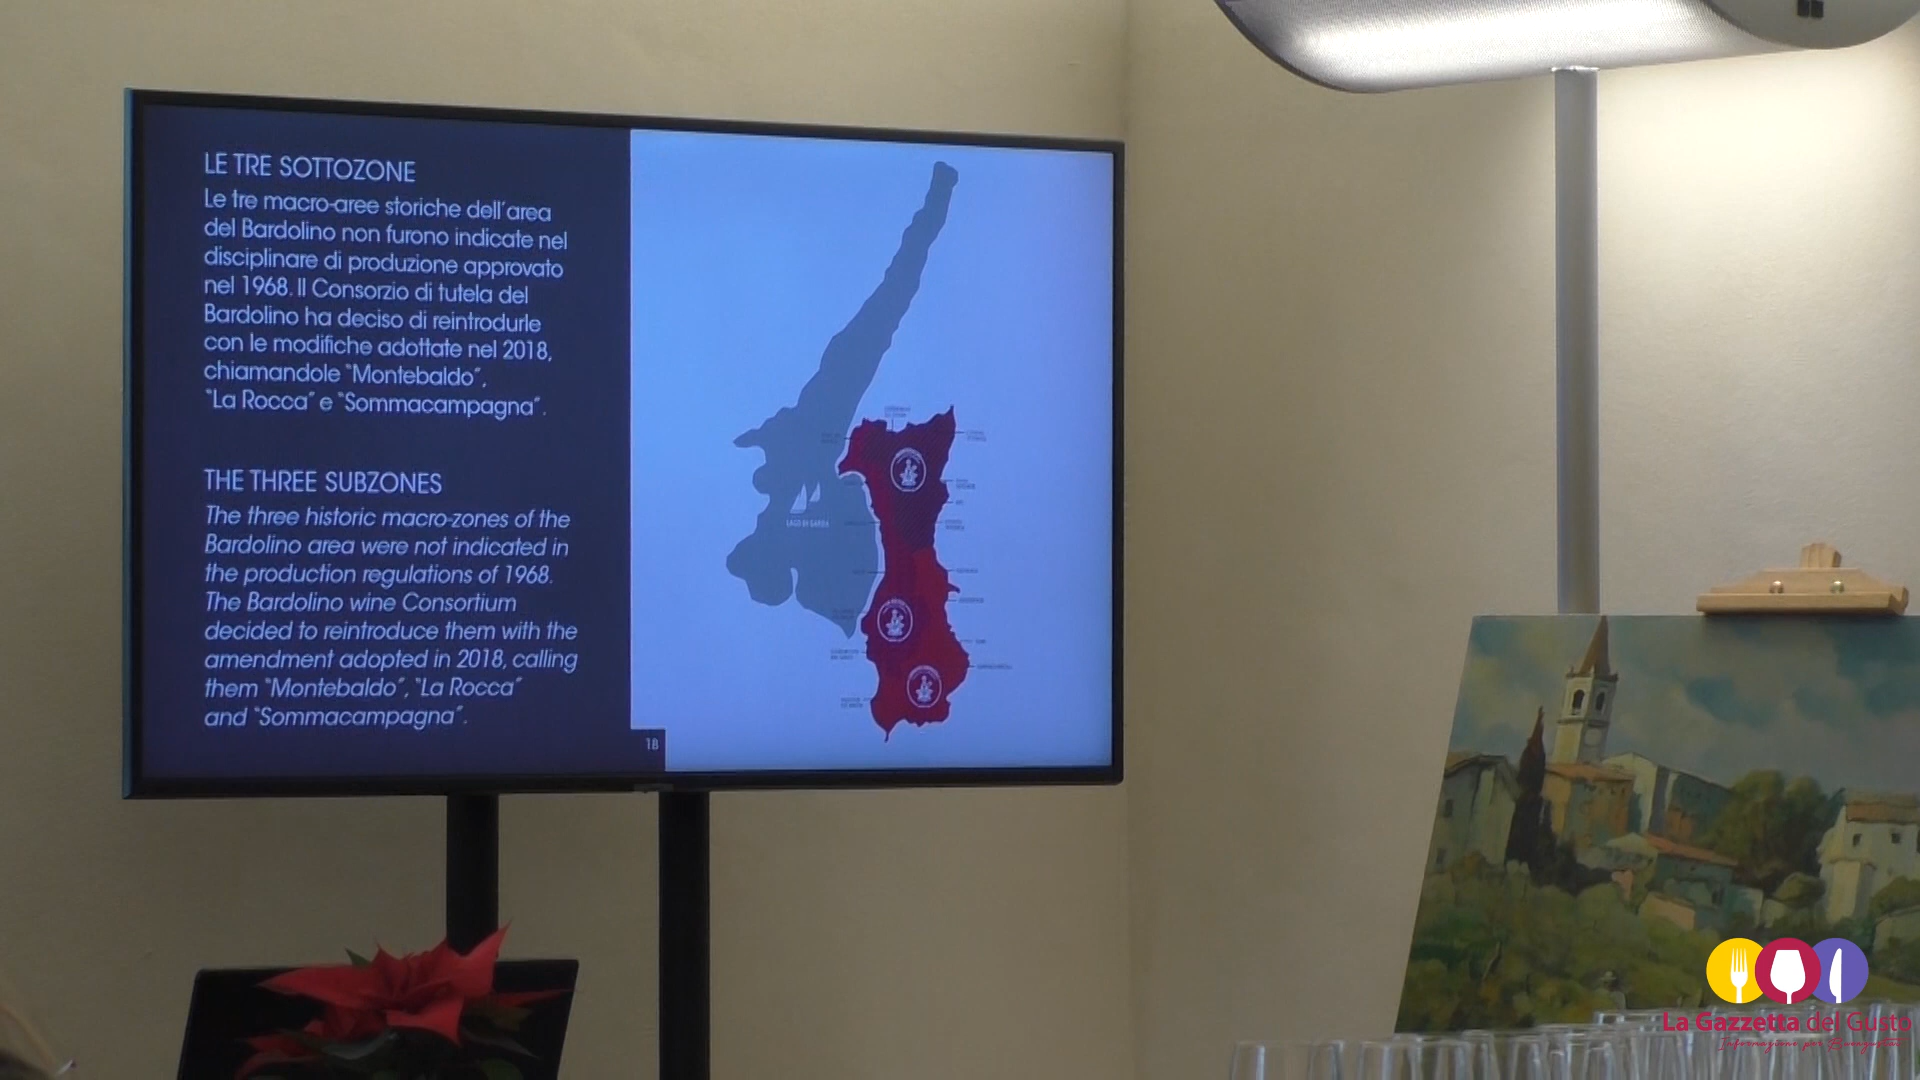 LE TRE SOTTOZONE
Le tre macro-aree storiche dell'area
del Bardolino non furono indicate nel
disciplinare di produzione approvato
nel 1968. Il Consorzio di tutela del
Bardolino ha deciso di reintrodurle
con le modifiche adottate nel 2018,
chiamandole "Montebaldo",
"La Rocca" e "Sommacampagna".
THE THREE SUBZONES
The three historic macro-zones of the
Bardolino area were not indicated in
the production regulations of 1968.
The Bardolino wine Consortium
decided to reintroduce them with the
amendment adopted in 2018, calling
them "Montebaldo", "La Rocca"
and "Sommacampagna".
18
LAGO DI GARDA
La Gazzetta del Gusto